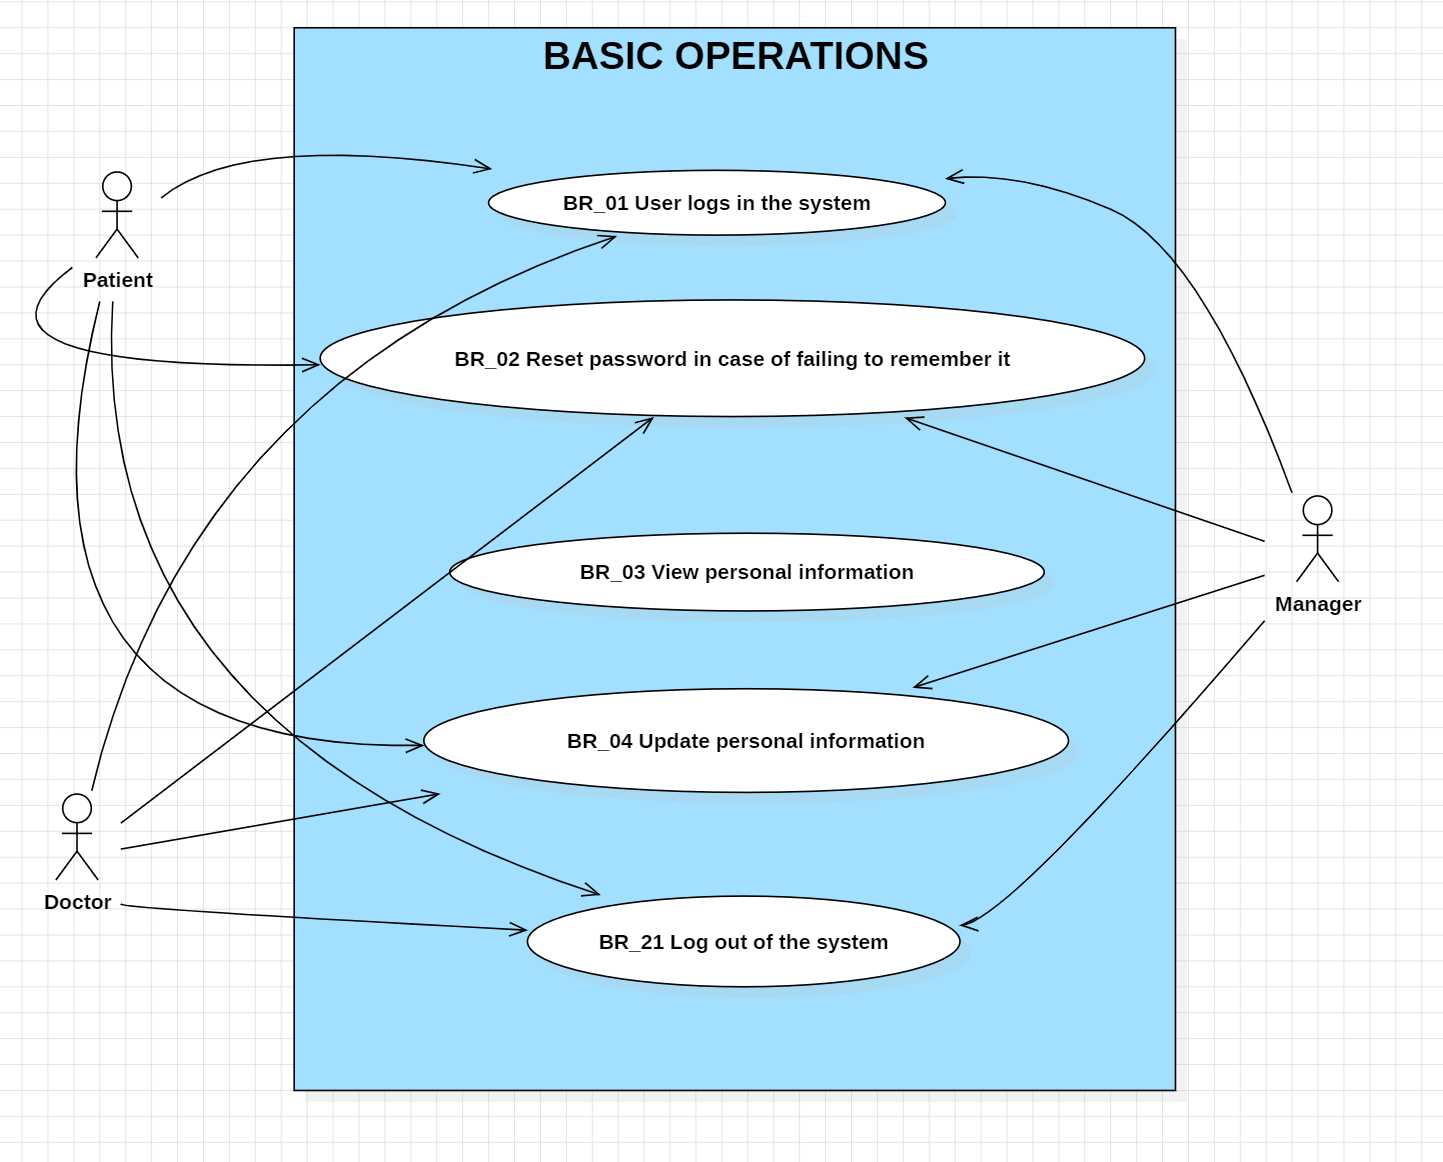 BASIC OPERATIONS
BR_01 User logs in the system
Patient
BR_02 Reset password in case of failing to remember it
BR_03 View personal information
Manager
BR_04 Update personal information
Doctor
BR_21 Log out of the system